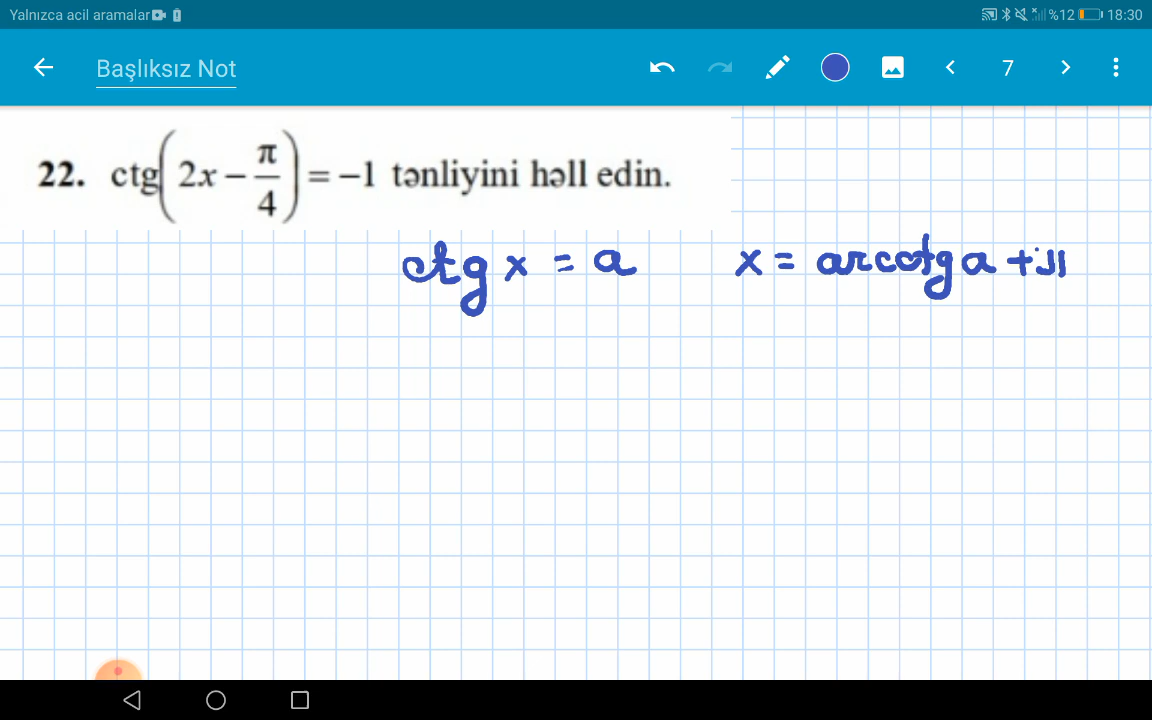 Yalnızca acil aramalar %12 18:30
Başlıksız Not 7
22. ctg(2x − π/4) = −1 tənliyini həll edin.
ctg x = a x = arcctg a + π